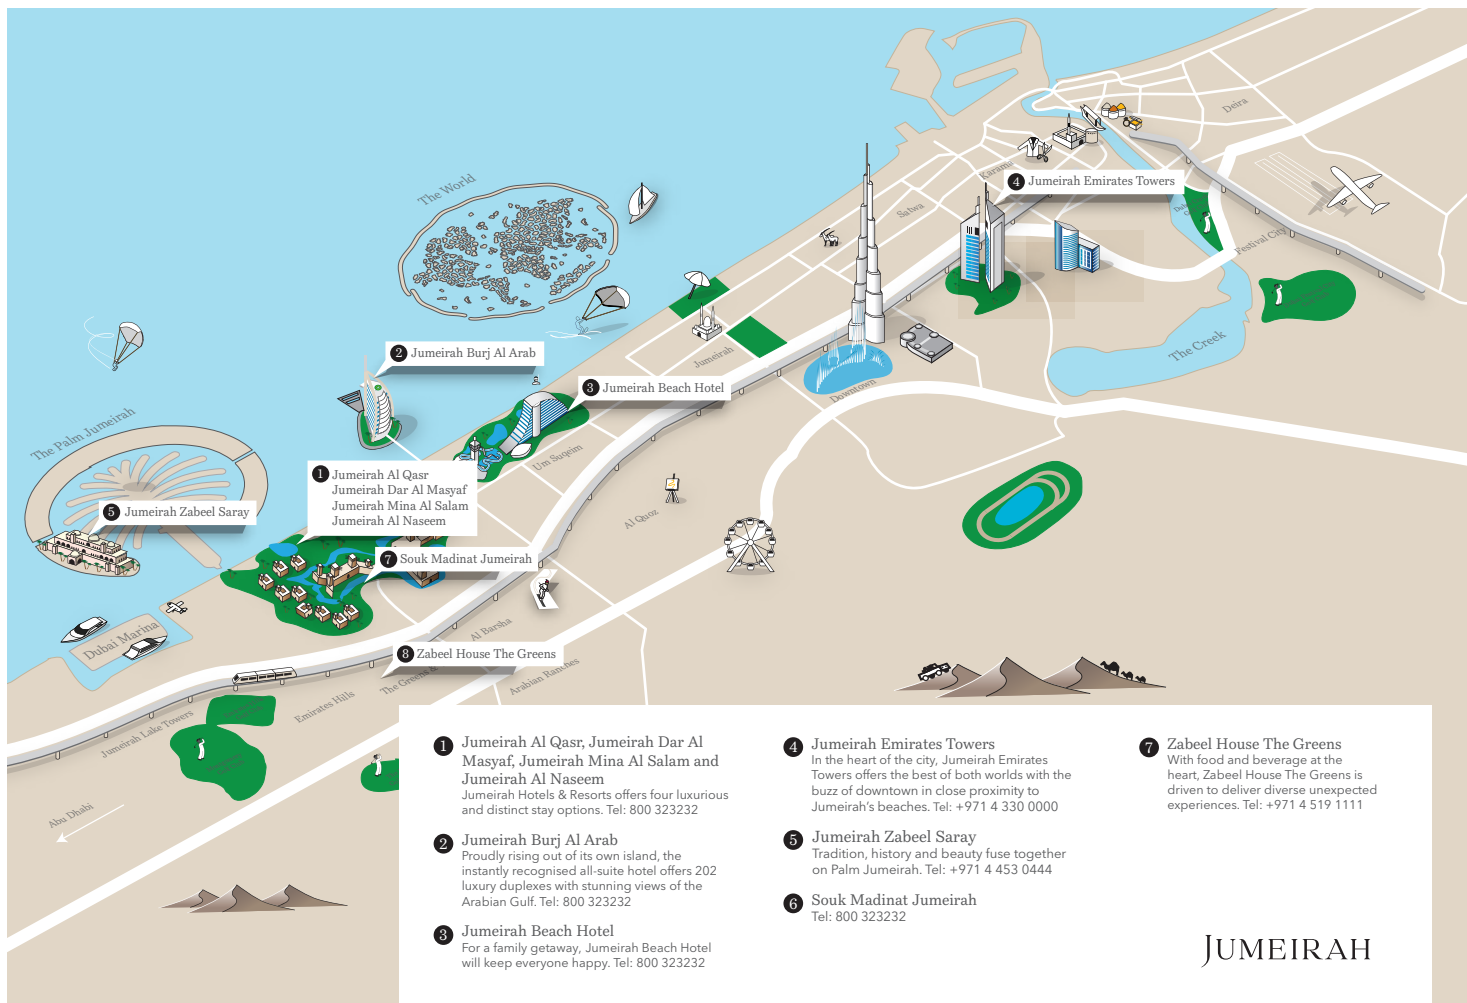 The World
Deira
Karama
4 Jumeirah Emirates Towers
Satwa
Festival City
The Creek
2 Jumeirah Burj Al Arab
Jumeirah
3 Jumeirah Beach Hotel
Downtown
The Palm Jumeirah
Um Suqeim
1 Jumeirah Al Qasr
Jumeirah Dar Al Masyaf
Jumeirah Mina Al Salam
Jumeirah Al Naseem
5 Jumeirah Zabeel Saray
Al Quoz
7 Souk Madinat Jumeirah
Dubai Marina
Al Barsha
8 Zabeel House The Greens
The Greens &
Arabian Ranches
Emirates Hills
Jumeirah Lake Towers
Abu Dhabi
1 Jumeirah Al Qasr, Jumeirah Dar Al
Masyaf, Jumeirah Mina Al Salam and
Jumeirah Al Naseem
Jumeirah Hotels & Resorts offers four luxurious
and distinct stay options. Tel: 800 323232
2 Jumeirah Burj Al Arab
Proudly rising out of its own island, the
instantly recognised all-suite hotel offers 202
luxury duplexes with stunning views of the
Arabian Gulf. Tel: 800 323232
3 Jumeirah Beach Hotel
For a family getaway, Jumeirah Beach Hotel
will keep everyone happy. Tel: 800 323232
4 Jumeirah Emirates Towers
In the heart of the city, Jumeirah Emirates
Towers offers the best of both worlds with the
buzz of downtown in close proximity to
Jumeirah's beaches. Tel: +971 4 330 0000
5 Jumeirah Zabeel Saray
Tradition, history and beauty fuse together
on Palm Jumeirah. Tel: +971 4 453 0444
6 Souk Madinat Jumeirah
Tel: 800 323232
7 Zabeel House The Greens
With food and beverage at the
heart, Zabeel House The Greens is
driven to deliver diverse unexpected
experiences. Tel: +971 4 519 1111
JUMEIRAH